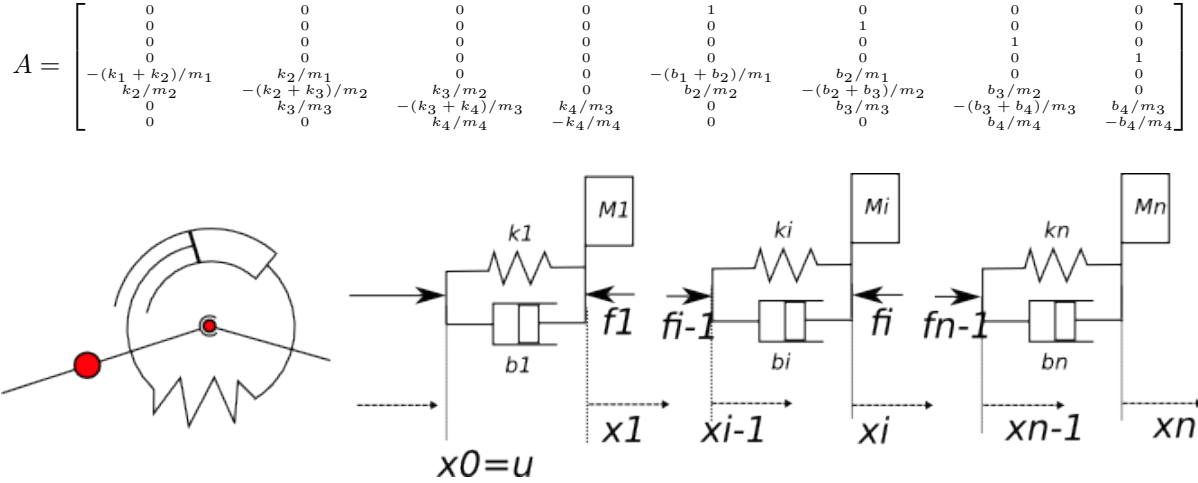 A =
0 0 0 0 1 0 0 0
0 0 0 0 0 1 0 0
0 0 0 0 0 0 1 0
0 0 0 0 0 0 0 1
−(k1 + k2)/m1 k2/m1 0 0 −(b1 + b2)/m1 b2/m1 0 0
k2/m2 −(k2 + k3)/m2 k3/m2 0 b2/m2 −(b2 + b3)/m2 b3/m2 0
0 k3/m3 −(k3 + k4)/m3 k4/m3 0 b3/m3 −(b3 + b4)/m3 b4/m3
0 0 k4/m4 −k4/m4 0 0 b4/m4 −b4/m4
M1 Mi Mn
k1 ki kn
f1 fi-1 fi fn-1
b1 bi bn
x1 xi-1 xi xn-1 xn
x0=u